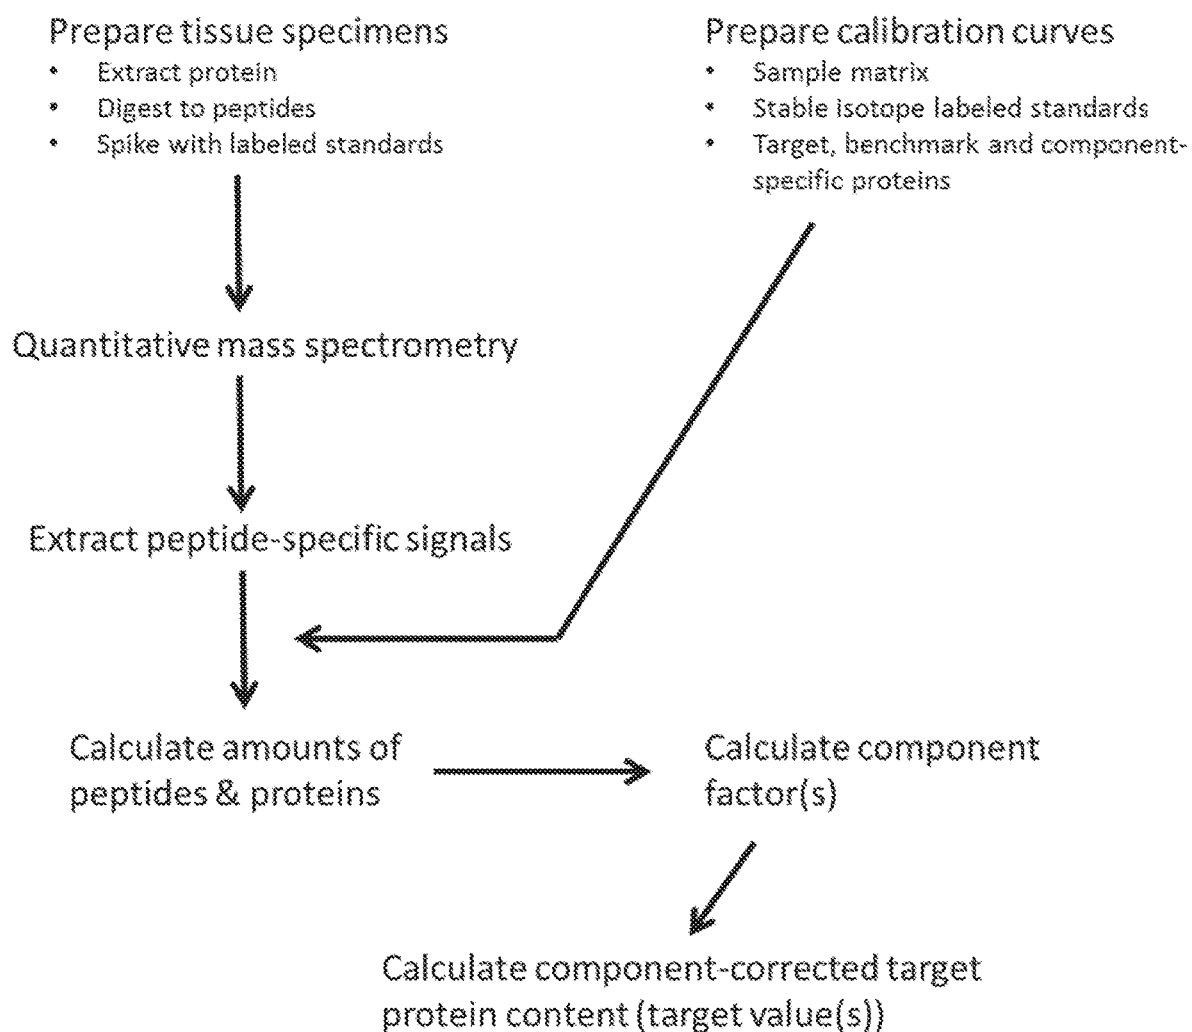 Prepare tissue specimens
• Extract protein
• Digest to peptides
• Spike with labeled standards
Prepare calibration curves
• Sample matrix
• Stable isotope labeled standards
• Target, benchmark and component-
specific proteins
Quantitative mass spectrometry
Extract peptide-specific signals
Calculate amounts of
peptides & proteins
Calculate component
factor(s)
Calculate component-corrected target
protein content (target value(s))